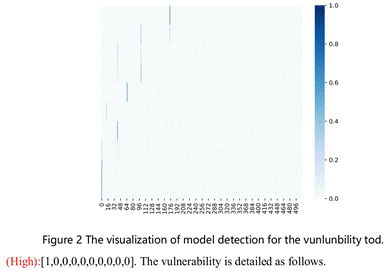 1.0
0.8
0.6
0.4
0.2
0.0
0 16 32 48 64 80 96 112 128 144 160 176 192 208 224 240 256 272 288 304 320 336 352 368 384 400 416 432 448 464 480 496
Figure 2 The visualization of model detection for the vunlunbility tod.
(High):[1,0,0,0,0,0,0,0,0,0]. The vulnerability is detailed as follows.